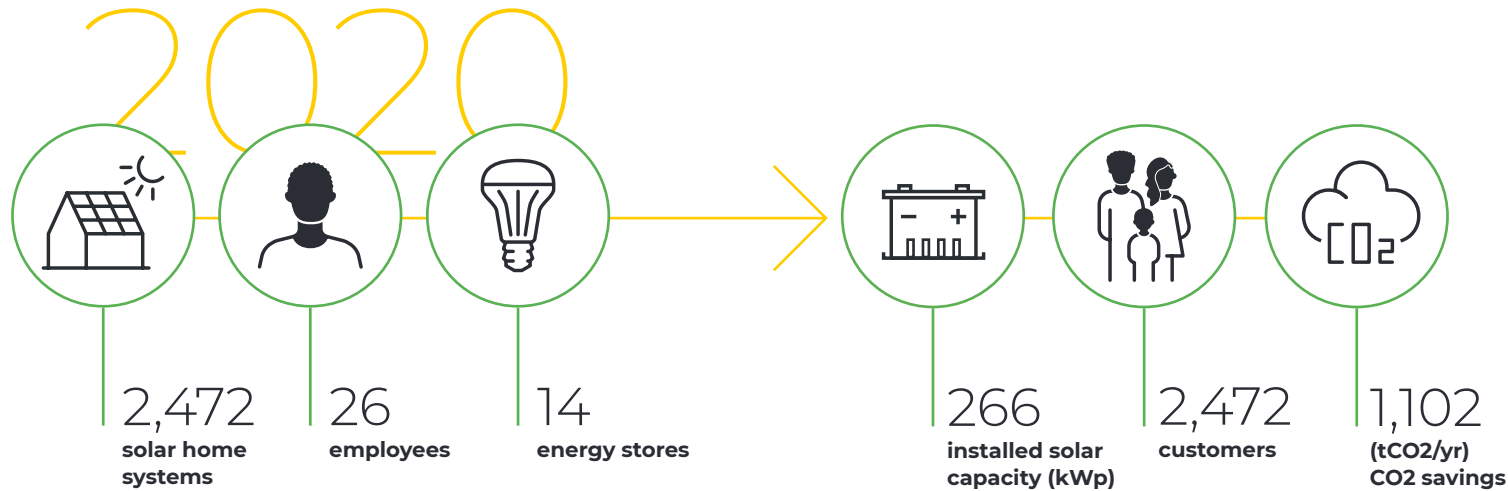 2020
CO2
2,472
solar home
systems
26
employees
14
energy stores
266
installed solar
capacity (kWp)
2,472
customers
1,102
(tCO2/yr)
CO2 savings